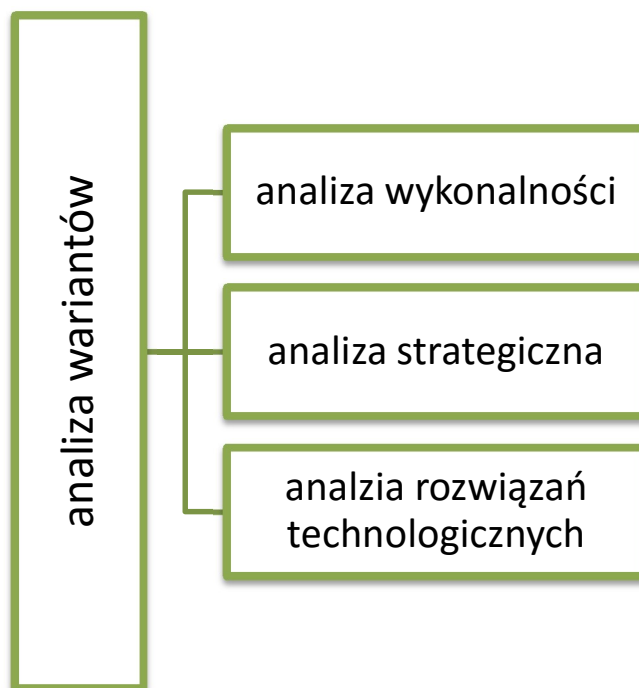 analiza wariantów
analiza wykonalności
analiza strategiczna
analzia rozwiązań
technologicznych